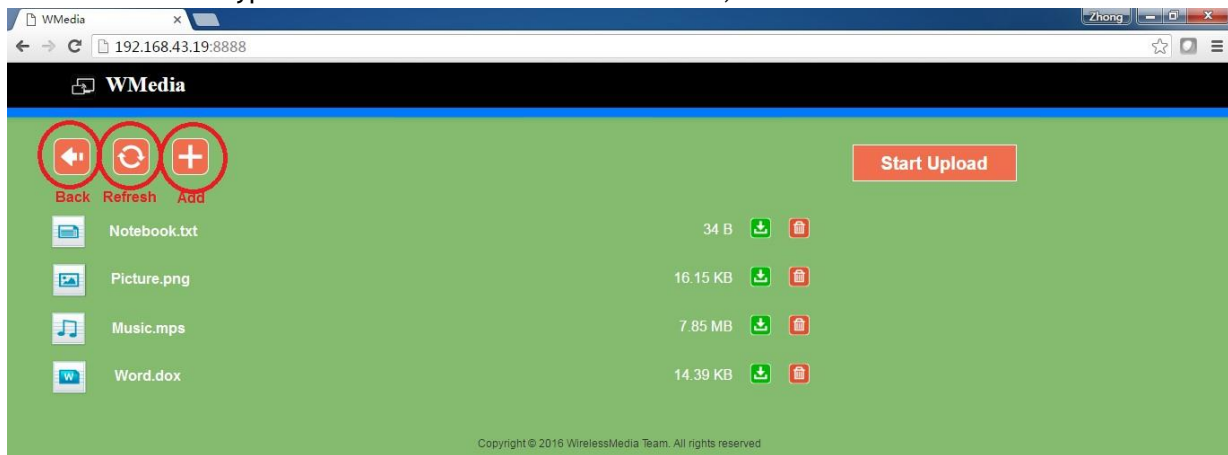 WMedia
Zhong
192.168.43.19:8888
WMedia
Start Upload
Back Refresh Add
Notebook.txt 34 B
Picture.png 16.15 KB
Music.mps 7.85 MB
W Word.dox 14.39 KB
Copyright © 2016 WirelessMedia Team. All rights reserved